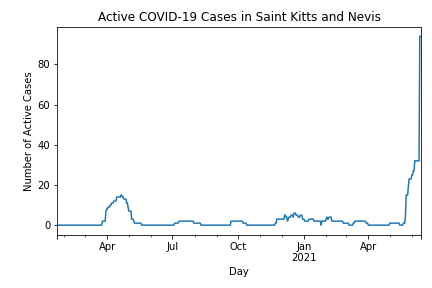 Active COVID-19 Cases in Saint Kitts and Nevis
Number of Active Cases
80
60
40
20
0
Apr
Jul
Oct
Jan
2021
Apr
Day